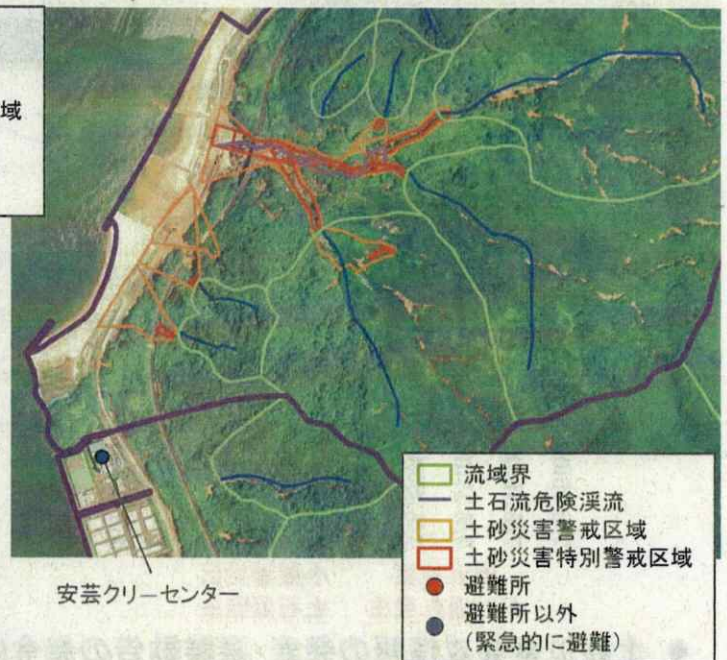 域
流域界
土石流危険渓流
土砂災害警戒区域
土砂災害特別警戒区域
避難所
避難所以外
(緊急的に避難)
安芸クリーセンター